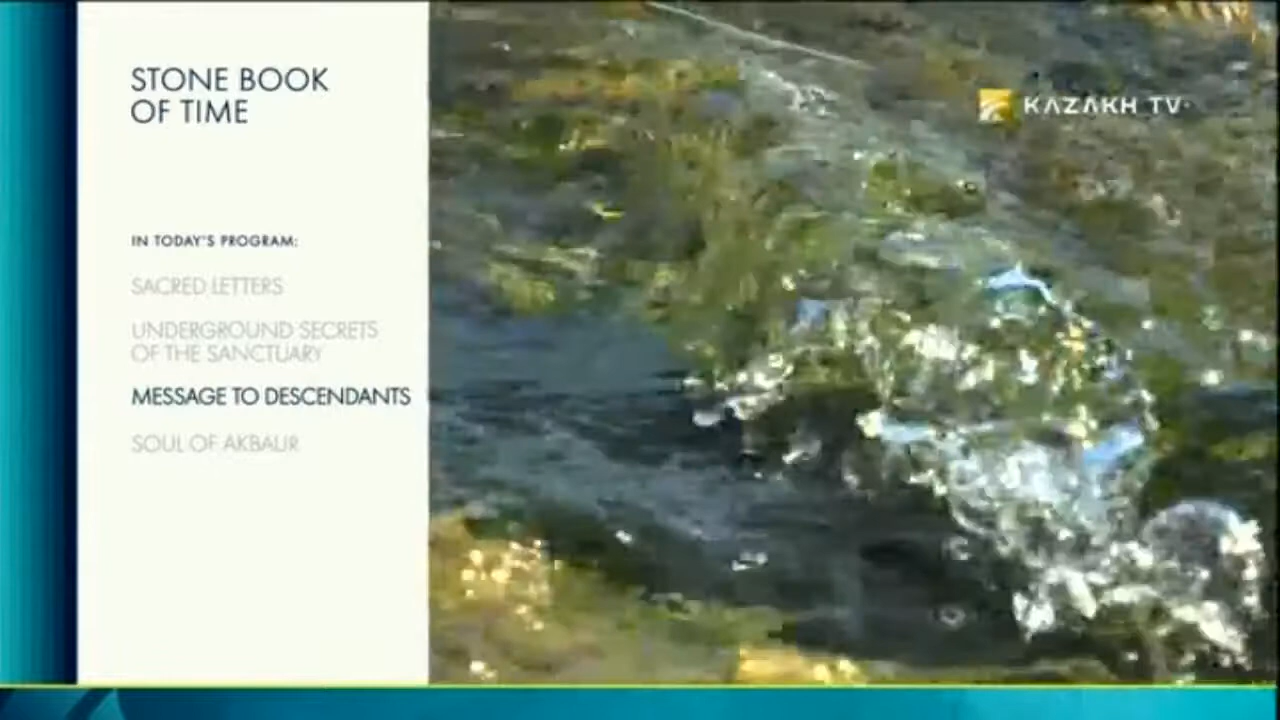 STONE BOOK
OF TIME
KAZAKH TV
IN TODAY'S PROGRAM:
SACRED LETTERS
UNDERGROUND SECRETS
OF THE SANCTUARY
MESSAGE TO DESCENDANTS
SOUL OF AKBAUR